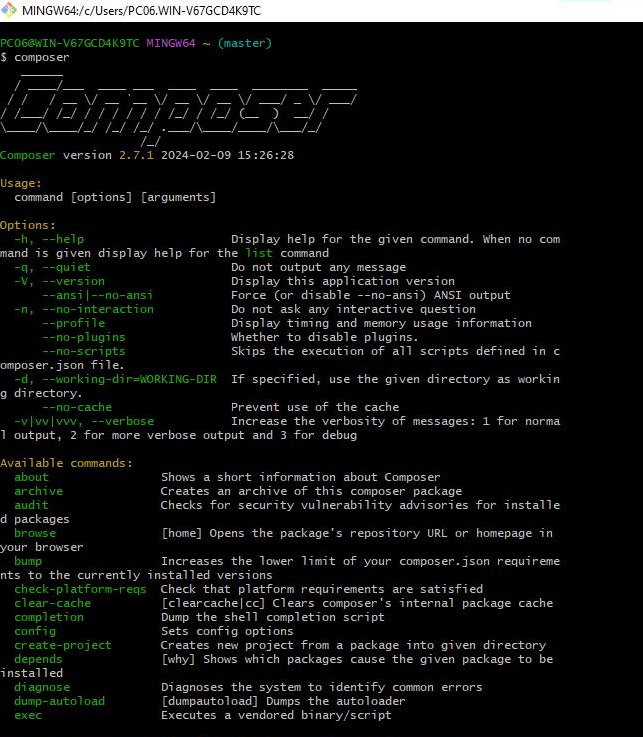 MINGW64:/c/Users/PC06.WIN-V67GCD4K9TC
PC06@WIN-V67GCD4K9TC MINGW64 ~ (master)
$ composer
Composer
Composer version 2.7.1 2024-02-09 15:26:28
Usage:
command [options] [arguments]
Options:
-h, --help Display help for the given command. When no com
mand is given display help for the list command
-q, --quiet Do not output any message
-V, --version Display this application version
--ansi|--no-ansi Force (or disable --no-ansi) ANSI output
-n, --no-interaction Do not ask any interactive question
--profile Display timing and memory usage information
--no-plugins Whether to disable plugins.
--no-scripts Skips the execution of all scripts defined in c
omposer.json file.
-d, --working-dir=WORKING-DIR If specified, use the given directory as workin
g directory.
--no-cache Prevent use of the cache
-v|vv|vvv, --verbose Increase the verbosity of messages: 1 for norma
l output, 2 for more verbose output and 3 for debug
Available commands:
about Shows a short information about Composer
archive Creates an archive of this composer package
audit Checks for security vulnerability advisories for installe
d packages
browse [home] Opens the package's repository URL or homepage in
your browser
bump Increases the lower limit of your composer.json requireme
nts to the currently installed versions
check-platform-reqs Check that platform requirements are satisfied
clear-cache [clearcache|cc] Clears composer's internal package cache
completion Dump the shell completion script
config Sets config options
create-project Creates new project from a package into given directory
depends [why] Shows which packages cause the given package to be
installed
diagnose Diagnoses the system to identify common errors
dump-autoload [dumpautoload] Dumps the autoloader
exec Executes a vendored binary/script